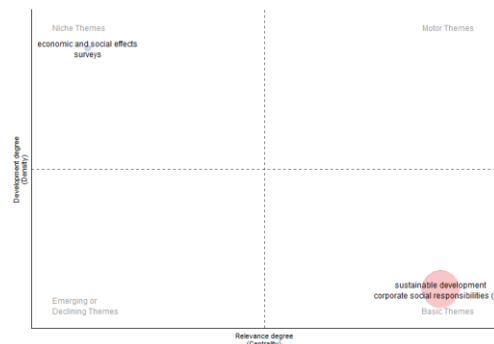 Niche Themes
Motor Themes
economic and social effects
surveys
Development degree
(Density)
sustainable development
corporate social responsibilities (
Emerging or
Declining Themes
Basic Themes
Relevance degree
(Centrality)